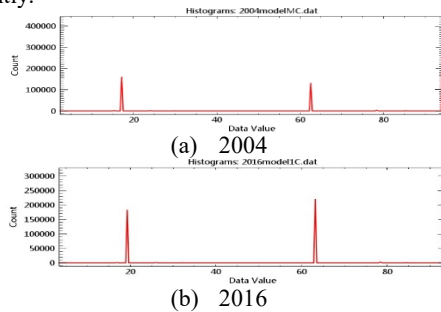 ntly.
Histograms: 2004modelMC.dat
400000
300000
200000
100000
0
Count
20
40
60
80
Data Value
(a) 2004
Histograms: 2016model1C.dat
300000
250000
200000
150000
100000
50000
0
Count
20
40
60
80
Data Value
(b) 2016